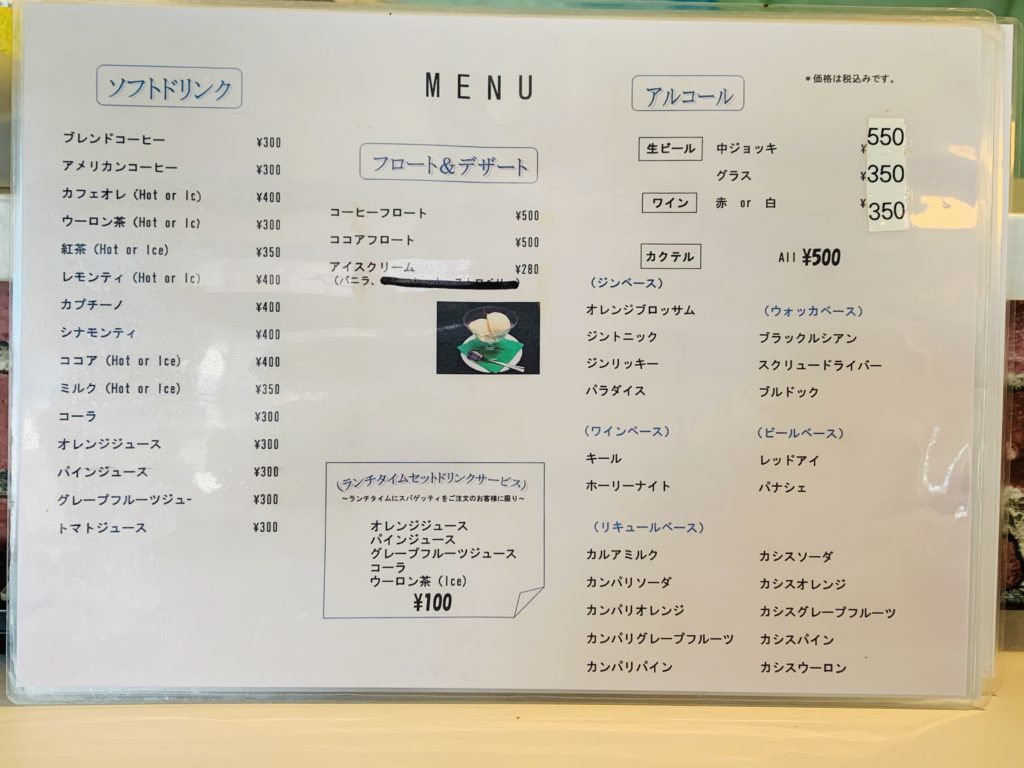 MENU
*価格は税込みです。
ソフトドリンク
ブレンドコーヒー ¥300
アメリカンコーヒー ¥300
カフェオレ (Hot or Ic) ¥400
ウーロン茶 (Hot or Ic) ¥300
紅茶 (Hot or Ice) ¥350
レモンティ (Hot or Ic) ¥400
カプチーノ ¥400
シナモンティ ¥400
ココア (Hot or Ice) ¥400
ミルク (Hot or Ice) ¥350
コーラ ¥300
オレンジジュース ¥300
パインジュース ¥300
グレープフルーツジュ- ¥300
トマトジュース ¥300
フロート&デザート
コーヒーフロート ¥500
ココアフロート ¥500
アイスクリーム ¥280
(バニラ、
ランチタイムセットドリンクサービス
~ランチタイムにスパゲッティをご注文のお客様に限り~
オレンジジュース
パインジュース
グレープフルーツジュース
コーラ
ウーロン茶 (Ice)
¥100
アルコール
生ビール 中ジョッキ ¥550
グラス ¥350
ワイン 赤 or 白 ¥350
カクテル All ¥500
(ジンベース)
オレンジブロッサム
ジントニック
ジンリッキー
パラダイス
(ウォッカベース)
ブラックルシアン
スクリュードライバー
ブルドック
(ワインベース)
キール
ホーリーナイト
(ビールベース)
レッドアイ
パナシェ
(リキュールベース)
カルアミルク
カンパリソーダ
カンパリオレンジ
カンパリグレープフルーツ
カンパリパイン
カシスソーダ
カシスオレンジ
カシスグレープフルーツ
カシスパイン
カシスウーロン